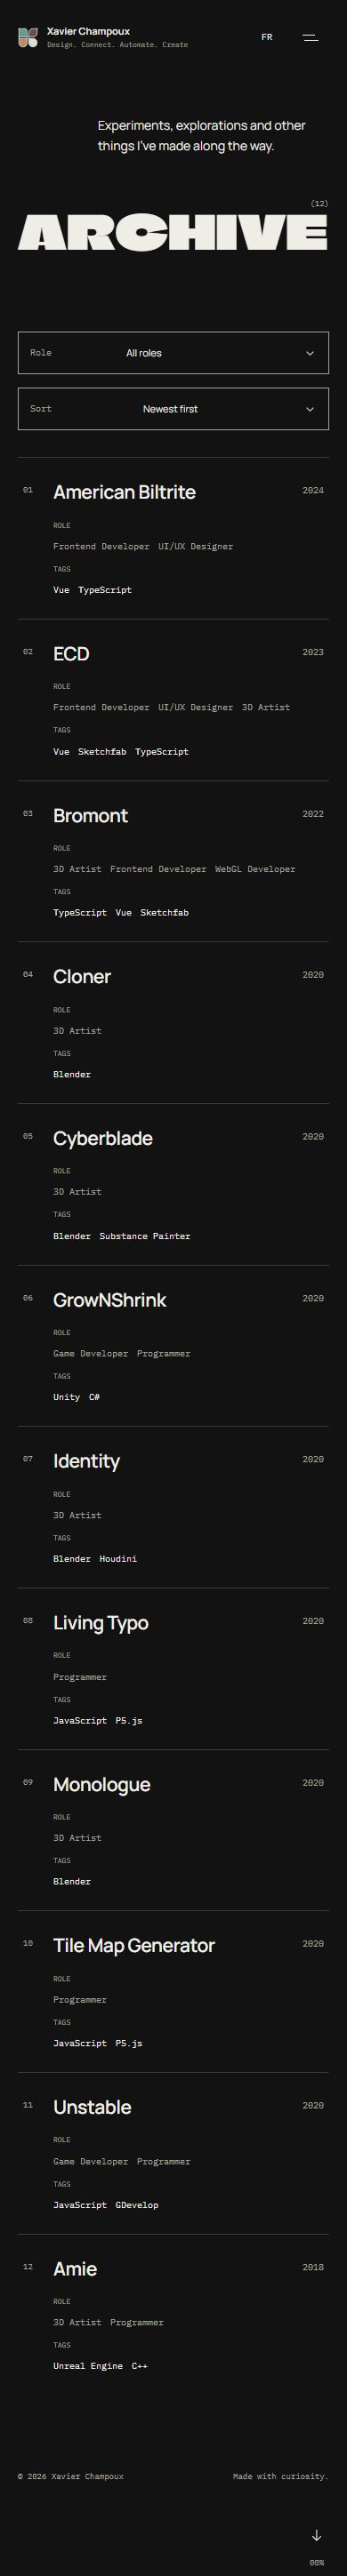 Xavier Champoux
Design. Connect. Automate. Create
FR
Experiments, explorations and other
things I've made along the way.
(12)
ARCHIVE
Role All roles
Sort Newest first
01 American Biltrite 2024
ROLE
Frontend Developer UI/UX Designer
TAGS
Vue TypeScript
02 ECD 2023
ROLE
Frontend Developer UI/UX Designer 3D Artist
TAGS
Vue Sketchfab TypeScript
03 Bromont 2022
ROLE
3D Artist Frontend Developer WebGL Developer
TAGS
TypeScript Vue Sketchfab
04 Cloner 2020
ROLE
3D Artist
TAGS
Blender
05 Cyberblade 2020
ROLE
3D Artist
TAGS
Blender Substance Painter
06 GrowNShrink 2020
ROLE
Game Developer Programmer
TAGS
Unity C#
07 Identity 2020
ROLE
3D Artist
TAGS
Blender Houdini
08 Living Typo 2020
ROLE
Programmer
TAGS
JavaScript P5.js
09 Monologue 2020
ROLE
3D Artist
TAGS
Blender
10 Tile Map Generator 2020
ROLE
Programmer
TAGS
JavaScript P5.js
11 Unstable 2020
ROLE
Game Developer Programmer
TAGS
JavaScript GDevelop
12 Amie 2018
ROLE
3D Artist Programmer
TAGS
Unreal Engine C++
© 2026 Xavier Champoux Made with curiosity.
00%